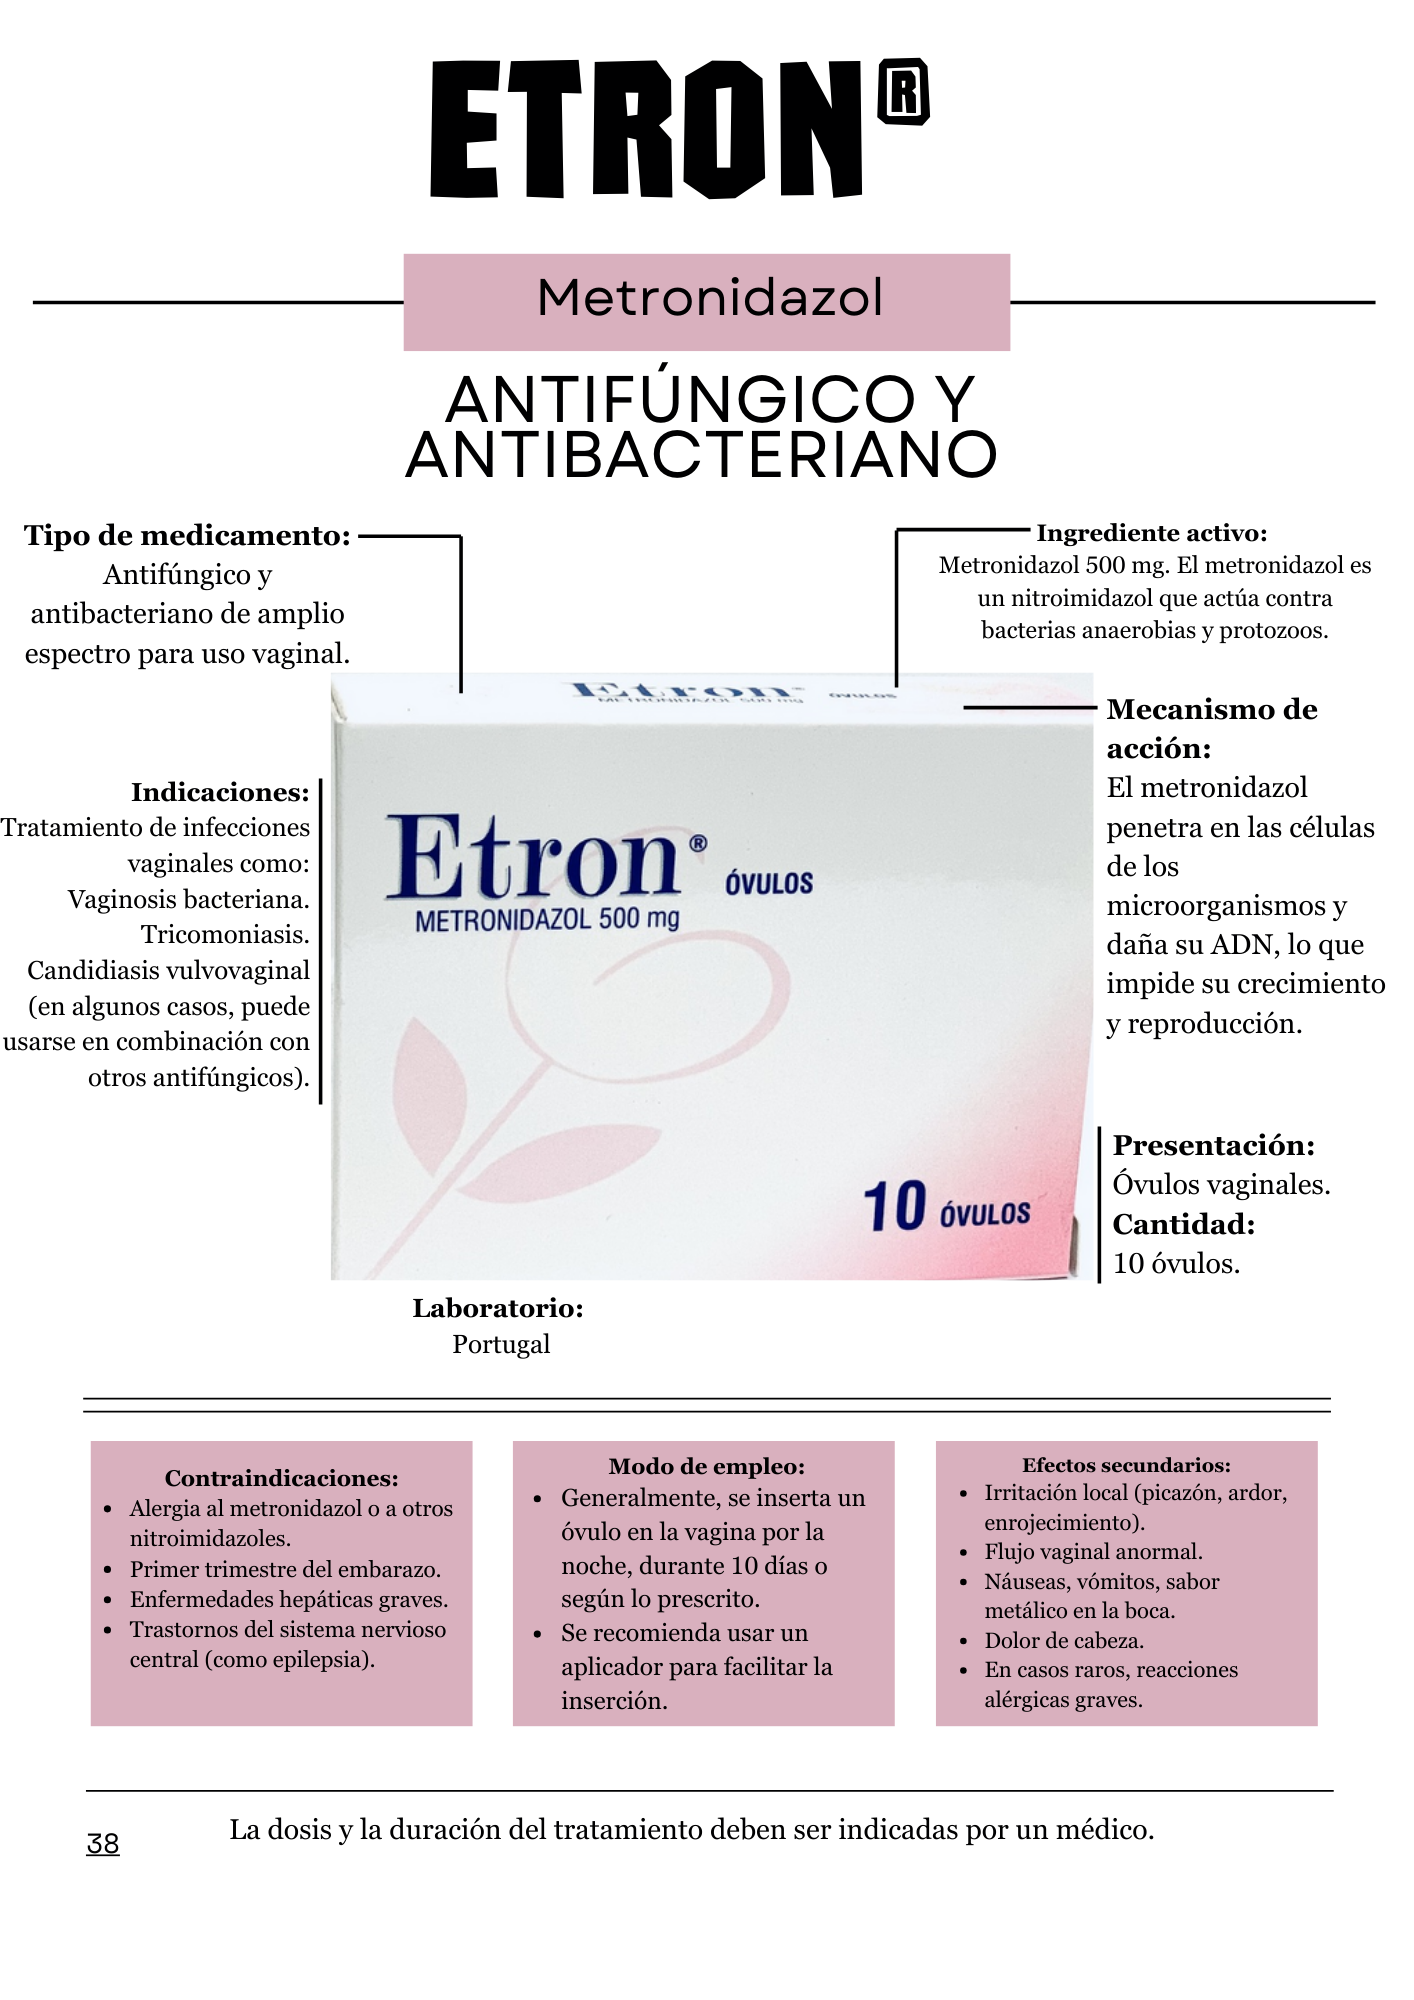 ETRON®
Metronidazol
ANTIFÚNGICO Y
ANTIBACTERIANO
Tipo de medicamento:
Antifúngico y
antibacteriano de amplio
espectro para uso vaginal.
Ingrediente activo:
Metronidazol 500 mg. El metronidazol es
un nitroimidazol que actúa contra
bacterias anaerobias y protozoos.
Etron® ÓVULOS
METRONIDAZOL 500 mg
Mecanismo de
acción:
El metronidazol
penetra en las células
de los
microorganismos y
daña su ADN, lo que
impide su crecimiento
y reproducción.
Indicaciones:
Tratamiento de infecciones
vaginales como:
Vaginosis bacteriana.
Tricomoniasis.
Candidiasis vulvovaginal
(en algunos casos, puede
usarse en combinación con
otros antifúngicos).
Etron® ÓVULOS
METRONIDAZOL 500 mg
10 ÓVULOS
Presentación:
Óvulos vaginales.
Cantidad:
10 óvulos.
Laboratorio:
Portugal
Contraindicaciones:
• Alergia al metronidazol o a otros
nitroimidazoles.
• Primer trimestre del embarazo.
• Enfermedades hepáticas graves.
• Trastornos del sistema nervioso
central (como epilepsia).
Modo de empleo:
• Generalmente, se inserta un
óvulo en la vagina por la
noche, durante 10 días o
según lo prescrito.
• Se recomienda usar un
aplicador para facilitar la
inserción.
Efectos secundarios:
• Irritación local (picazón, ardor,
enrojecimiento).
• Flujo vaginal anormal.
• Náuseas, vómitos, sabor
metálico en la boca.
• Dolor de cabeza.
• En casos raros, reacciones
alérgicas graves.
La dosis y la duración del tratamiento deben ser indicadas por un médico.
38